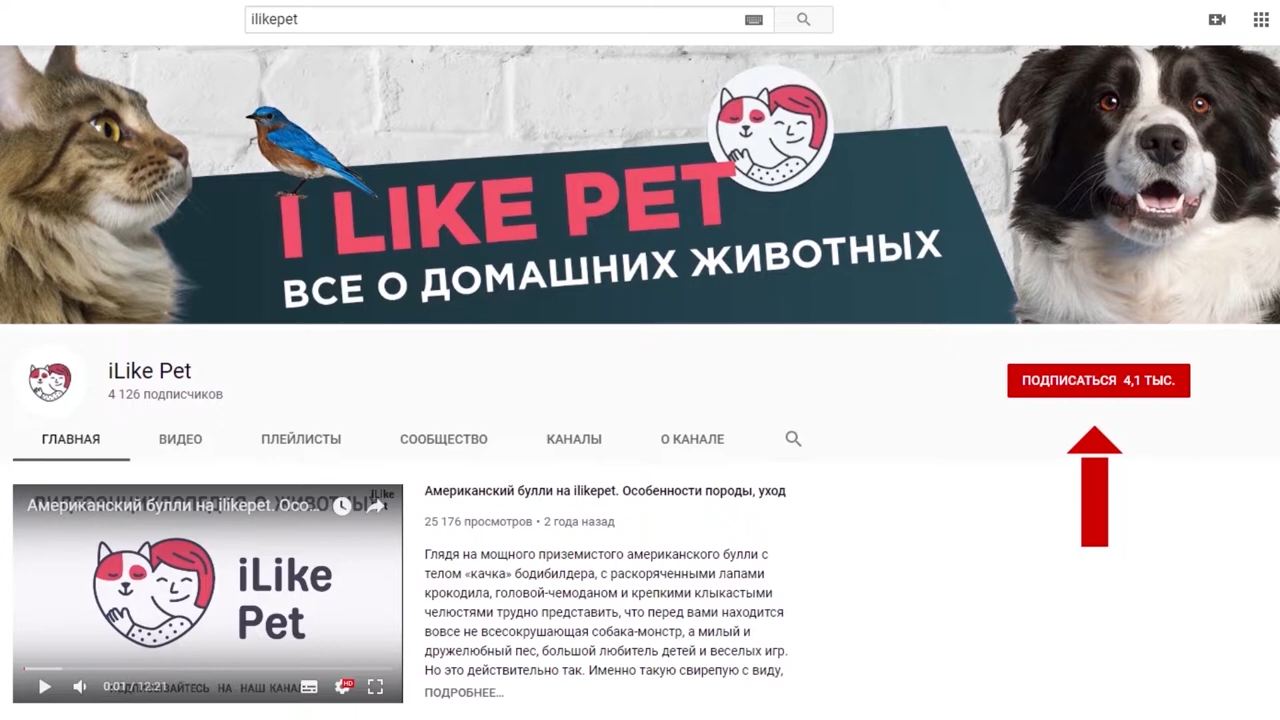 ilikepet
I LIKE PET
ВСЕ О ДОМАШНИХ ЖИВОТНЫХ
iLike Pet
4 126 подписчиков
ПОДПИСАТЬСЯ 4,1 ТЫС.
ГЛАВНАЯ
ВИДЕО
ПЛЕЙЛИСТЫ
СООБЩЕСТВО
КАНАЛЫ
О КАНАЛЕ
Американский булли на ilikepet. Осо...
iLike
Pet
0:01 / 12:21
HD
Американский булли на ilikepet. Особенности породы, уход
25 176 просмотров • 2 года назад
Глядя на мощного приземистого американского булли с
телом «качка» бодибилдера, с раскоряченными лапами
крокодила, головой-чемоданом и крепкими клыкастыми
челюстями трудно представить, что перед вами находится
вовсе не всесокрушающая собака-монстр, а милый и
дружелюбный пес, большой любитель детей и веселых игр.
Но это действительно так. Именно такую свирепую с виду,
ПОДРОБНЕЕ...